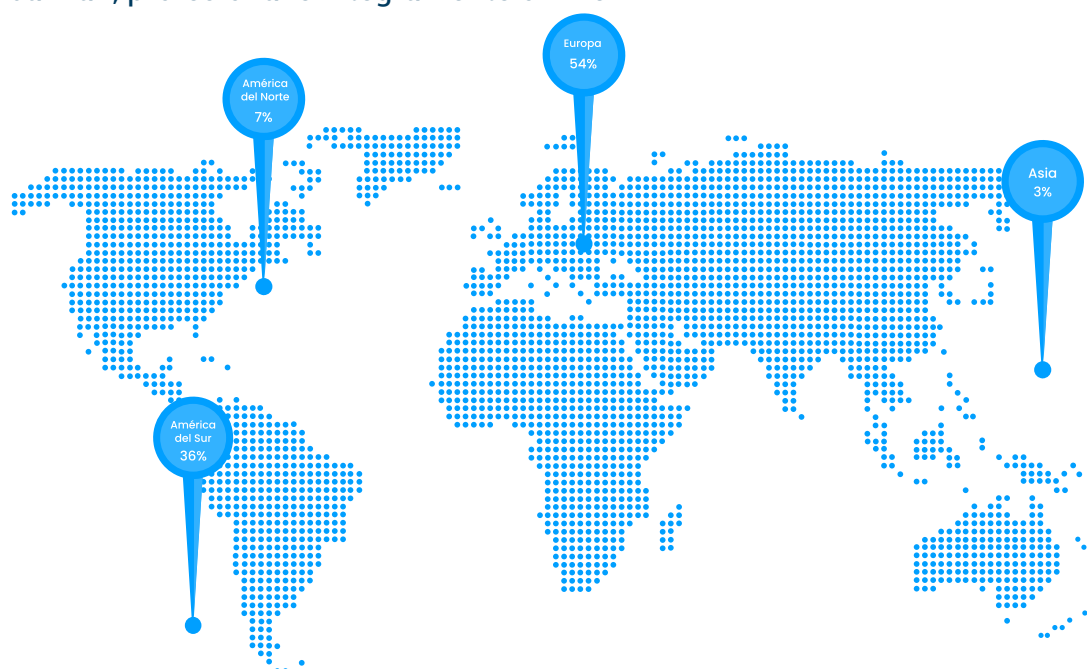 Europa
54%
América
del Norte
7%
Asia
3%
América
del Sur
36%